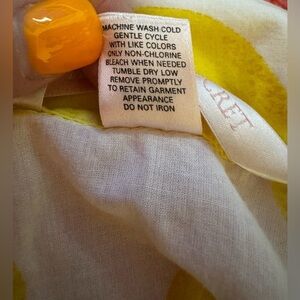 MACHINE WASH COLD
GENTLE CYCLE
WITH LIKE COLORS
ONLY NON-CHLORINE
BLEACH WHEN NEEDED
TUMBLE DRY LOW
REMOVE PROMPTLY
TO RETAIN GARMENT
APPEARANCE
DO NOT IRON
CRET